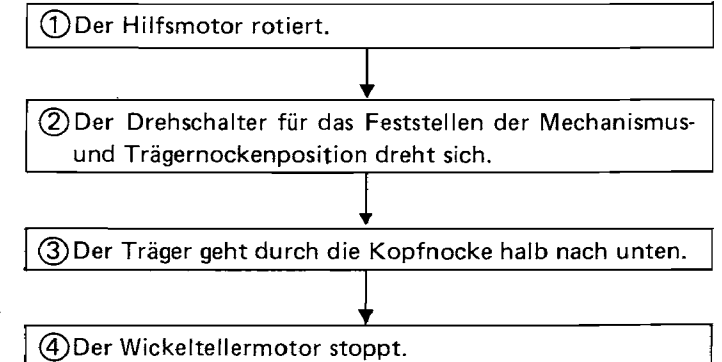 ①Der Hilfsmotor rotiert.
②Der Drehschalter für das Feststellen der Mechanismus-
und Trägernockenposition dreht sich.
③Der Träger geht durch die Kopfnocke halb nach unten.
④Der Wickeltellermotor stoppt.